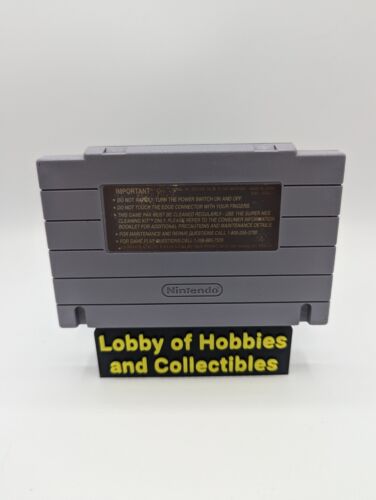 IMPORTANT
• DO NOT RAPIDLY TURN THE POWER SWITCH ON AND OFF.
• DO NOT TOUCH THE EDGE CONNECTOR WITH YOUR FINGERS.
• THIS GAME PAK MUST BE CLEANED REGULARLY - USE THE SUPER NES
CLEANING KIT ONLY. PLEASE REFER TO THE CONSUMER INFORMATION
BOOKLET FOR ADDITIONAL PRECAUTIONS AND MAINTENANCE DETAILS.
• FOR MAINTENANCE AND REPAIR QUESTIONS CALL
• FOR GAME PLAY QUESTIONS CALL
Nintendo
Lobby of Hobbies
and Collectibles